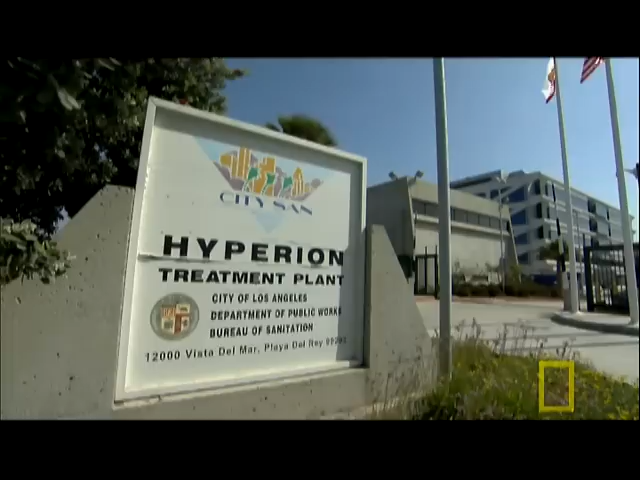 CITY SAN
HYPERION
TREATMENT PLANT
CITY OF LOS ANGELES
DEPARTMENT OF PUBLIC WORKS
BUREAU OF SANITATION
12000 Vista Del Mar, Playa Del Rey